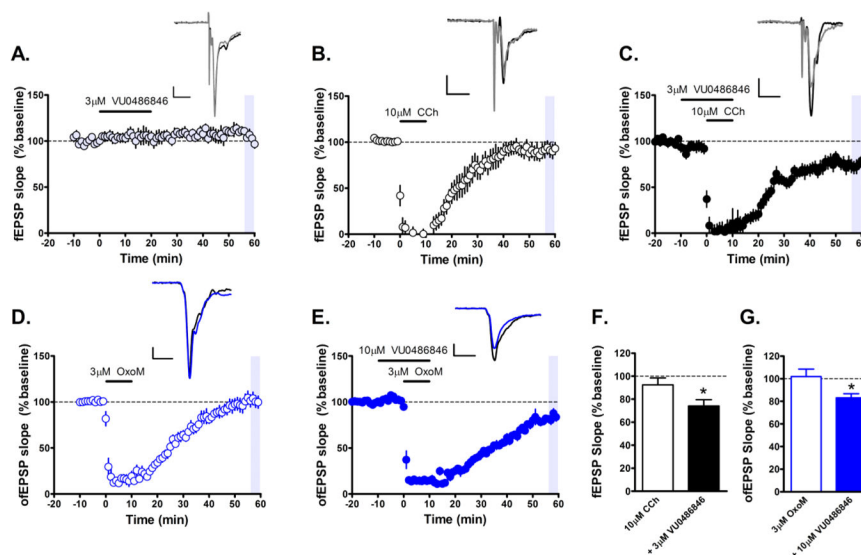 A.
3µM VU0486846
fEPSP slope (% baseline)
150
100
50
0
-20 -10 0 10 20 30 40 50 60
Time (min)
B.
10µM CCh
fEPSP slope (% baseline)
150
100
50
0
-20 -10 0 10 20 30 40 50 60
Time (min)
C.
3µM VU0486846
10µM CCh
fEPSP slope (% baseline)
150
100
50
0
-20 -10 0 10 20 30 40 50 60
Time (min)
D.
3µM OxoM
ofEPSP slope (% baseline)
150
100
50
0
-20 -10 0 10 20 30 40 50 60
Time (min)
E.
10µM VU0486846
3µM OxoM
ofEPSP slope (% baseline)
150
100
50
0
-20 -10 0 10 20 30 40 50 60
Time (min)
F.
fEPSP Slope (% baseline)
120
100
80
60
40
20
0
*
10µM CCh
+ 3µM VU0486846
G.
ofEPSP Slope (% baseline)
120
100
80
60
40
20
0
*
3µM OxoM
+ 10µM VU0486846